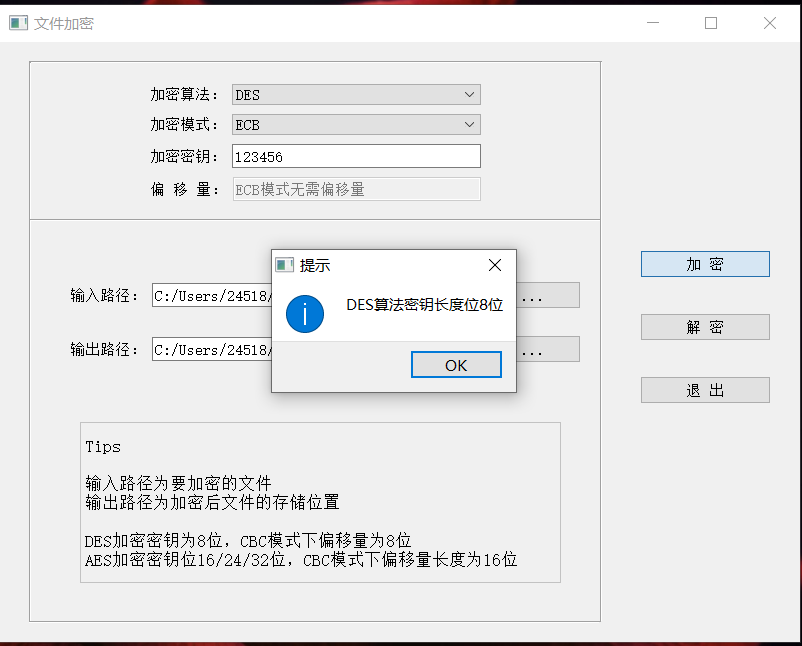 文件加密
加密算法： DES
加密模式： ECB
加密密钥： 123456
偏 移 量： ECB模式无需偏移量
提示
加 密
输入路径： C:/Users/24518/ ...
DES算法密钥长度位8位
解 密
输出路径： C:/Users/24518/ ...
OK
退 出
Tips
输入路径为要加密的文件
输出路径为加密后文件的存储位置
DES加密密钥为8位，CBC模式下偏移量为8位
AES加密密钥位16/24/32位，CBC模式下偏移量长度为16位